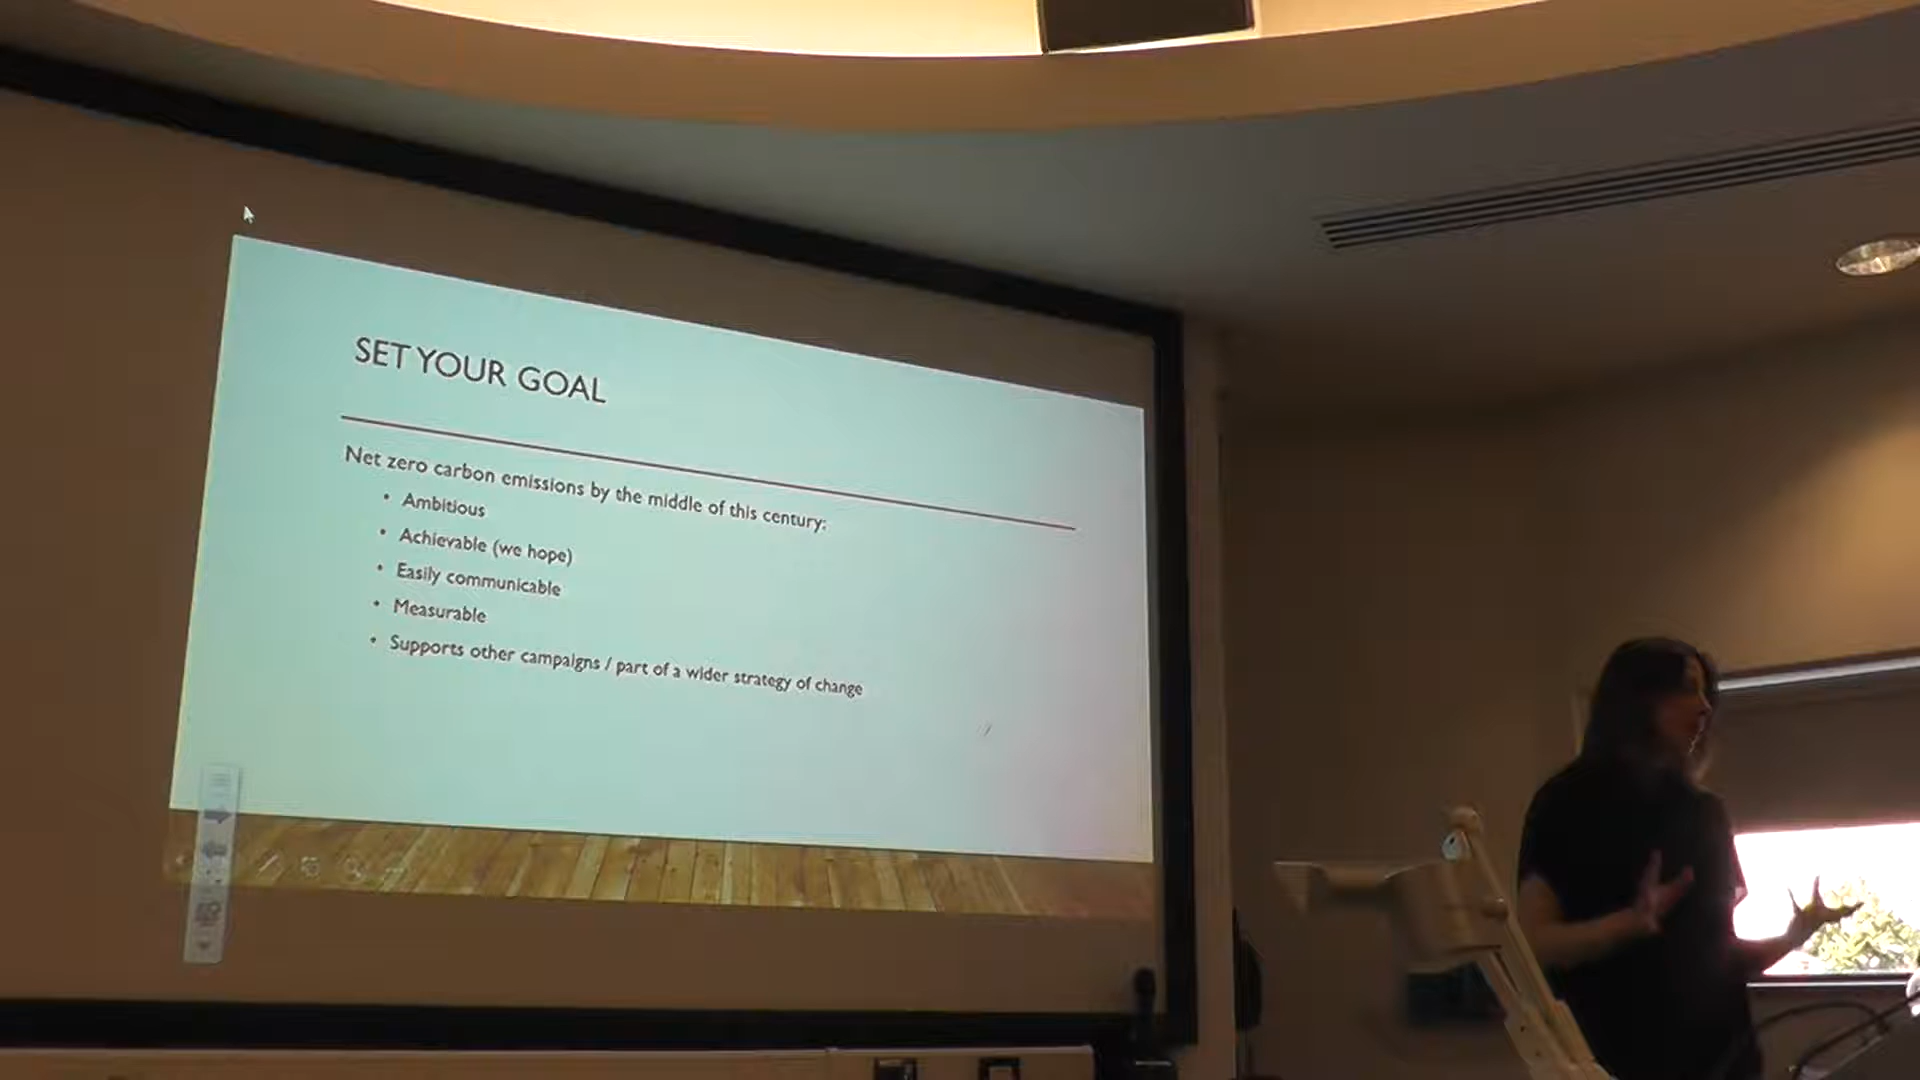 SET YOUR GOAL
Net zero carbon emissions by the middle of this century:
• Ambitious
• Achievable (we hope)
• Easily communicable
• Measurable
• Supports other campaigns / part of a wider strategy of change